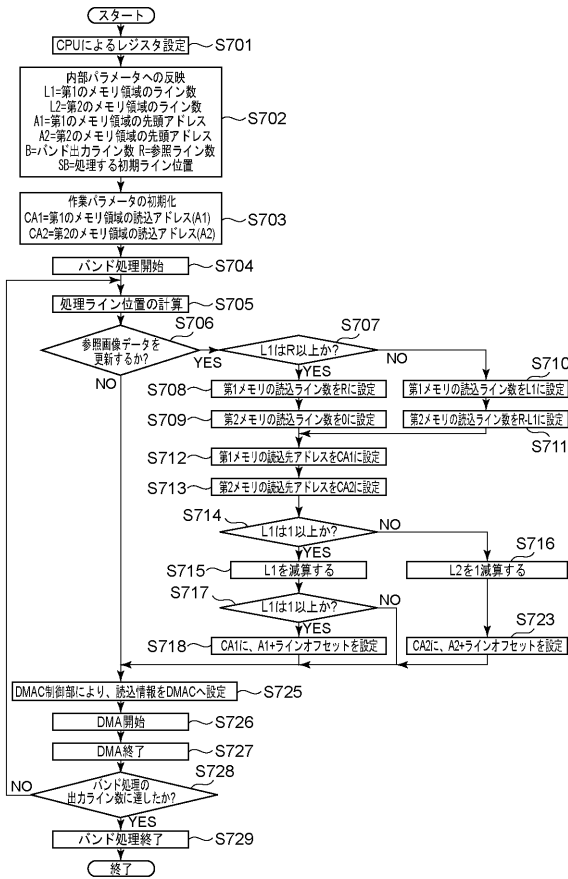 スタート
CPUによるレジスタ設定
S701
内部パラメータへの反映
L1=第1のメモリ領域のライン数
L2=第2のメモリ領域のライン数
A1=第1のメモリ領域の先頭アドレス
A2=第2のメモリ領域の先頭アドレス
B=バンド出力ライン数 R=参照ライン数
SB=処理する初期ライン位置
S702
作業パラメータの初期化
CA1=第1のメモリ領域の読込アドレス(A1)
CA2=第2のメモリ領域の読込アドレス(A2)
S703
バンド処理開始
S704
処理ライン位置の計算
S705
参照画像データを
更新するか?
S706
YES
NO
L1はR以上か?
S707
YES
NO
S708
第1メモリの読込ライン数をRに設定
第1メモリの読込ライン数をL1に設定
S710
S709
第2メモリの読込ライン数を0に設定
第2メモリの読込ライン数をR-L1に設定
S711
S712
第1メモリの読込先アドレスをCA1に設定
S713
第2メモリの読込先アドレスをCA2に設定
S714
L1は1以上か?
NO
YES
S715
L1を減算する
L2を1減算する
S716
S717
L1は1以上か?
NO
YES
S718
CA1に、A1+ラインオフセットを設定
CA2に、A2+ラインオフセットを設定
S723
DMAC制御部により、読込情報をDMACへ設定
S725
DMA開始
S726
DMA終了
S727
バンド処理の
出力ライン数に達したか?
S728
NO
YES
バンド処理終了
S729
終了